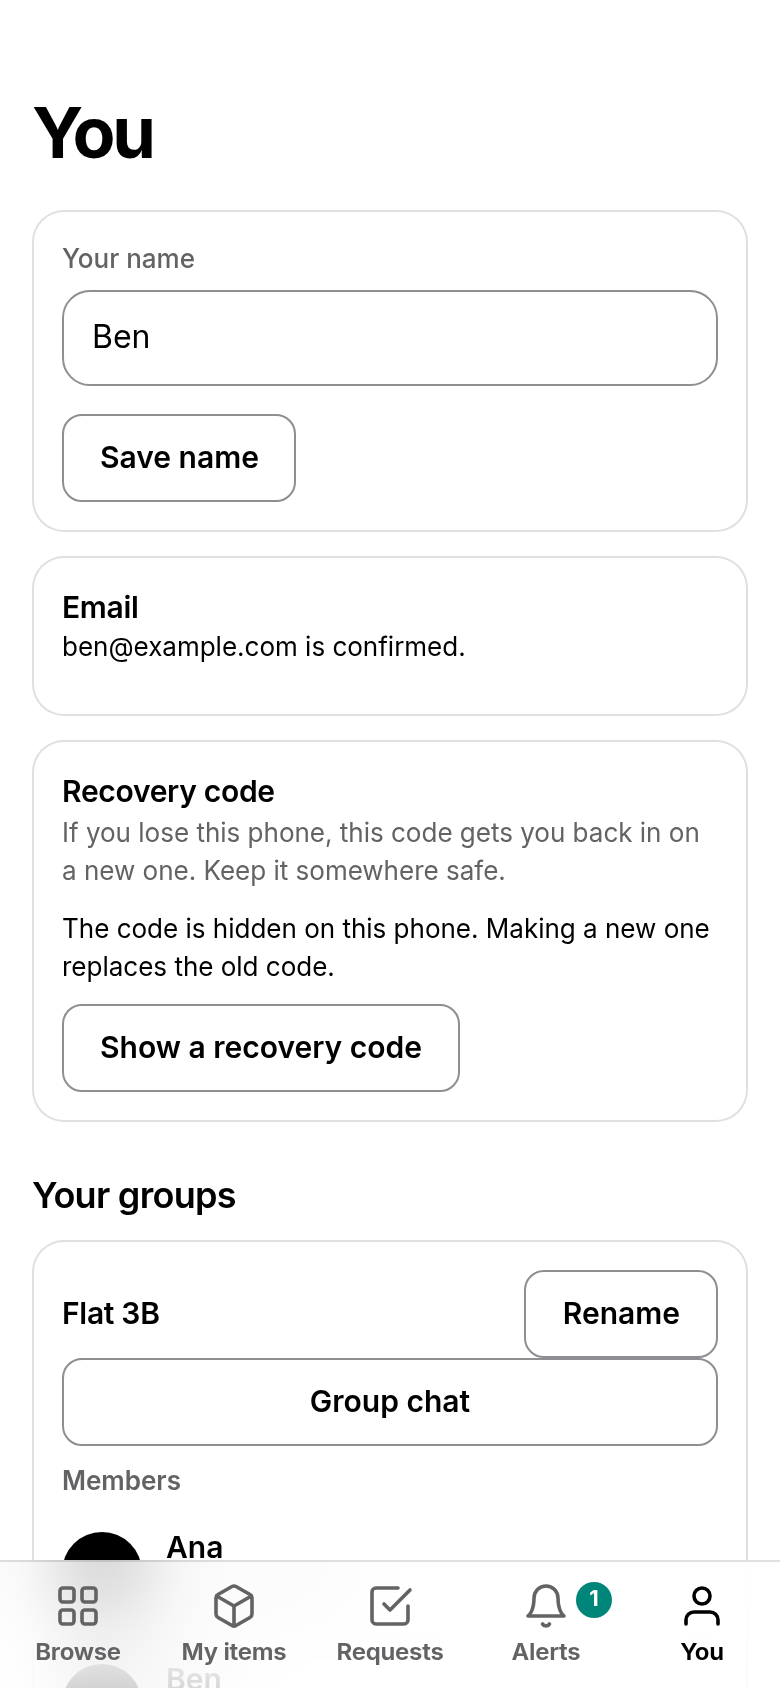 You
Your name
Ben
Save name
Email
ben@example.com is confirmed.
Recovery code
If you lose this phone, this code gets you back in on
a new one. Keep it somewhere safe.
The code is hidden on this phone. Making a new one
replaces the old code.
Show a recovery code
Your groups
Flat 3B
Rename
Group chat
Members
Ana
1
Browse
My items
Requests
Alerts
You
Ben